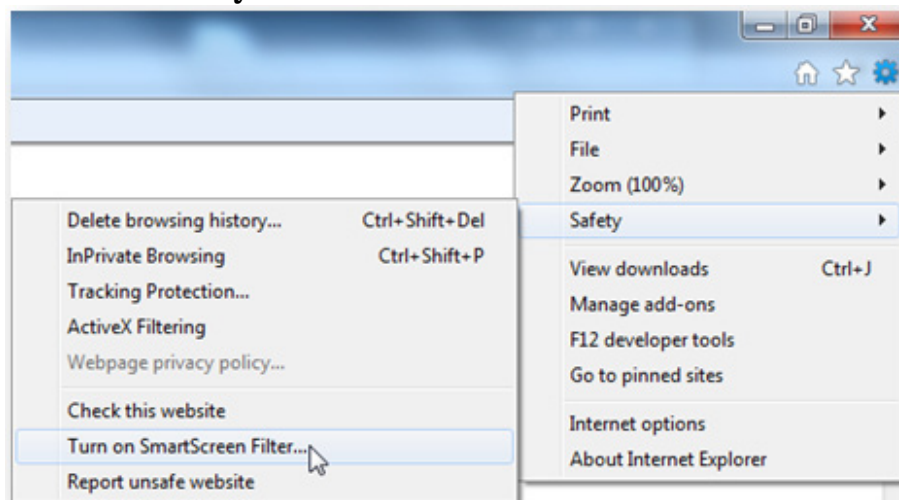 Print
File
Zoom (100%)
Safety
View downloads Ctrl+J
Manage add-ons
F12 developer tools
Go to pinned sites
Internet options
About Internet Explorer
Delete browsing history... Ctrl+Shift+Del
InPrivate Browsing Ctrl+Shift+P
Tracking Protection...
ActiveX Filtering
Webpage privacy policy...
Check this website
Turn on SmartScreen Filter...
Report unsafe website